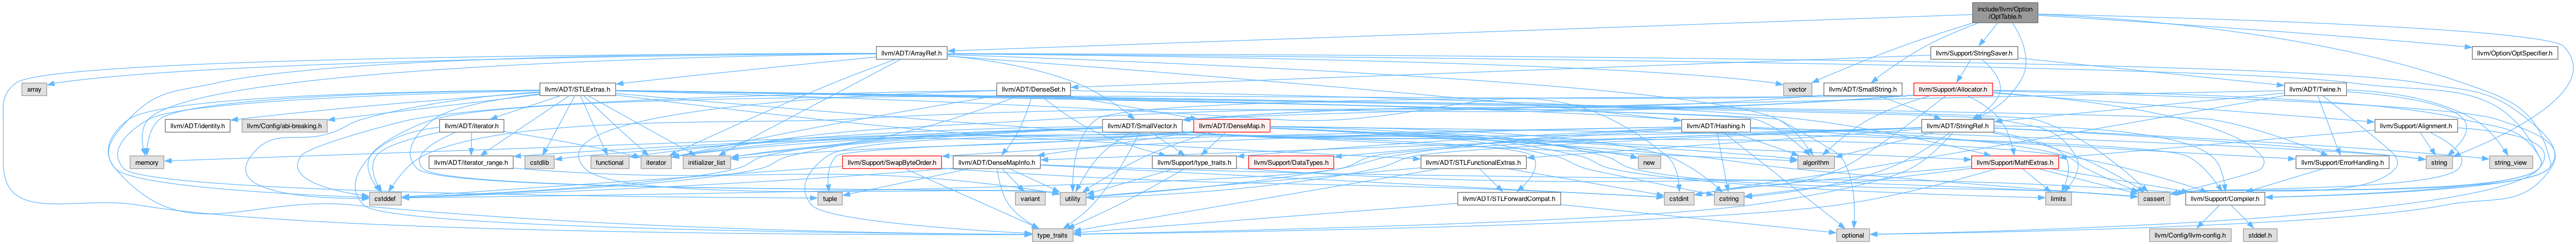 include/llvm/Option
/OptTable.h
llvm/ADT/ArrayRef.h
llvm/Support/StringSaver.h
llvm/Option/OptSpecifier.h
array
llvm/ADT/STLExtras.h
llvm/ADT/DenseSet.h
vector
llvm/ADT/SmallString.h
llvm/Support/Allocator.h
llvm/ADT/Twine.h
llvm/ADT/identity.h
llvm/Config/abi-breaking.h
llvm/ADT/iterator.h
llvm/ADT/SmallVector.h
llvm/ADT/DenseMap.h
llvm/ADT/Hashing.h
llvm/ADT/StringRef.h
llvm/Support/Alignment.h
memory
llvm/ADT/iterator_range.h
cstdlib
functional
iterator
initializer_list
llvm/Support/SwapByteOrder.h
llvm/ADT/DenseMapInfo.h
llvm/Support/type_traits.h
llvm/Support/DataTypes.h
llvm/ADT/STLFunctionalExtras.h
new
algorithm
llvm/Support/MathExtras.h
llvm/Support/ErrorHandling.h
string
string_view
cstddef
tuple
variant
utility
llvm/ADT/STLForwardCompat.h
cstdint
cstring
limits
cassert
llvm/Support/Compiler.h
type_traits
optional
llvm/Config/llvm-config.h
stddef.h